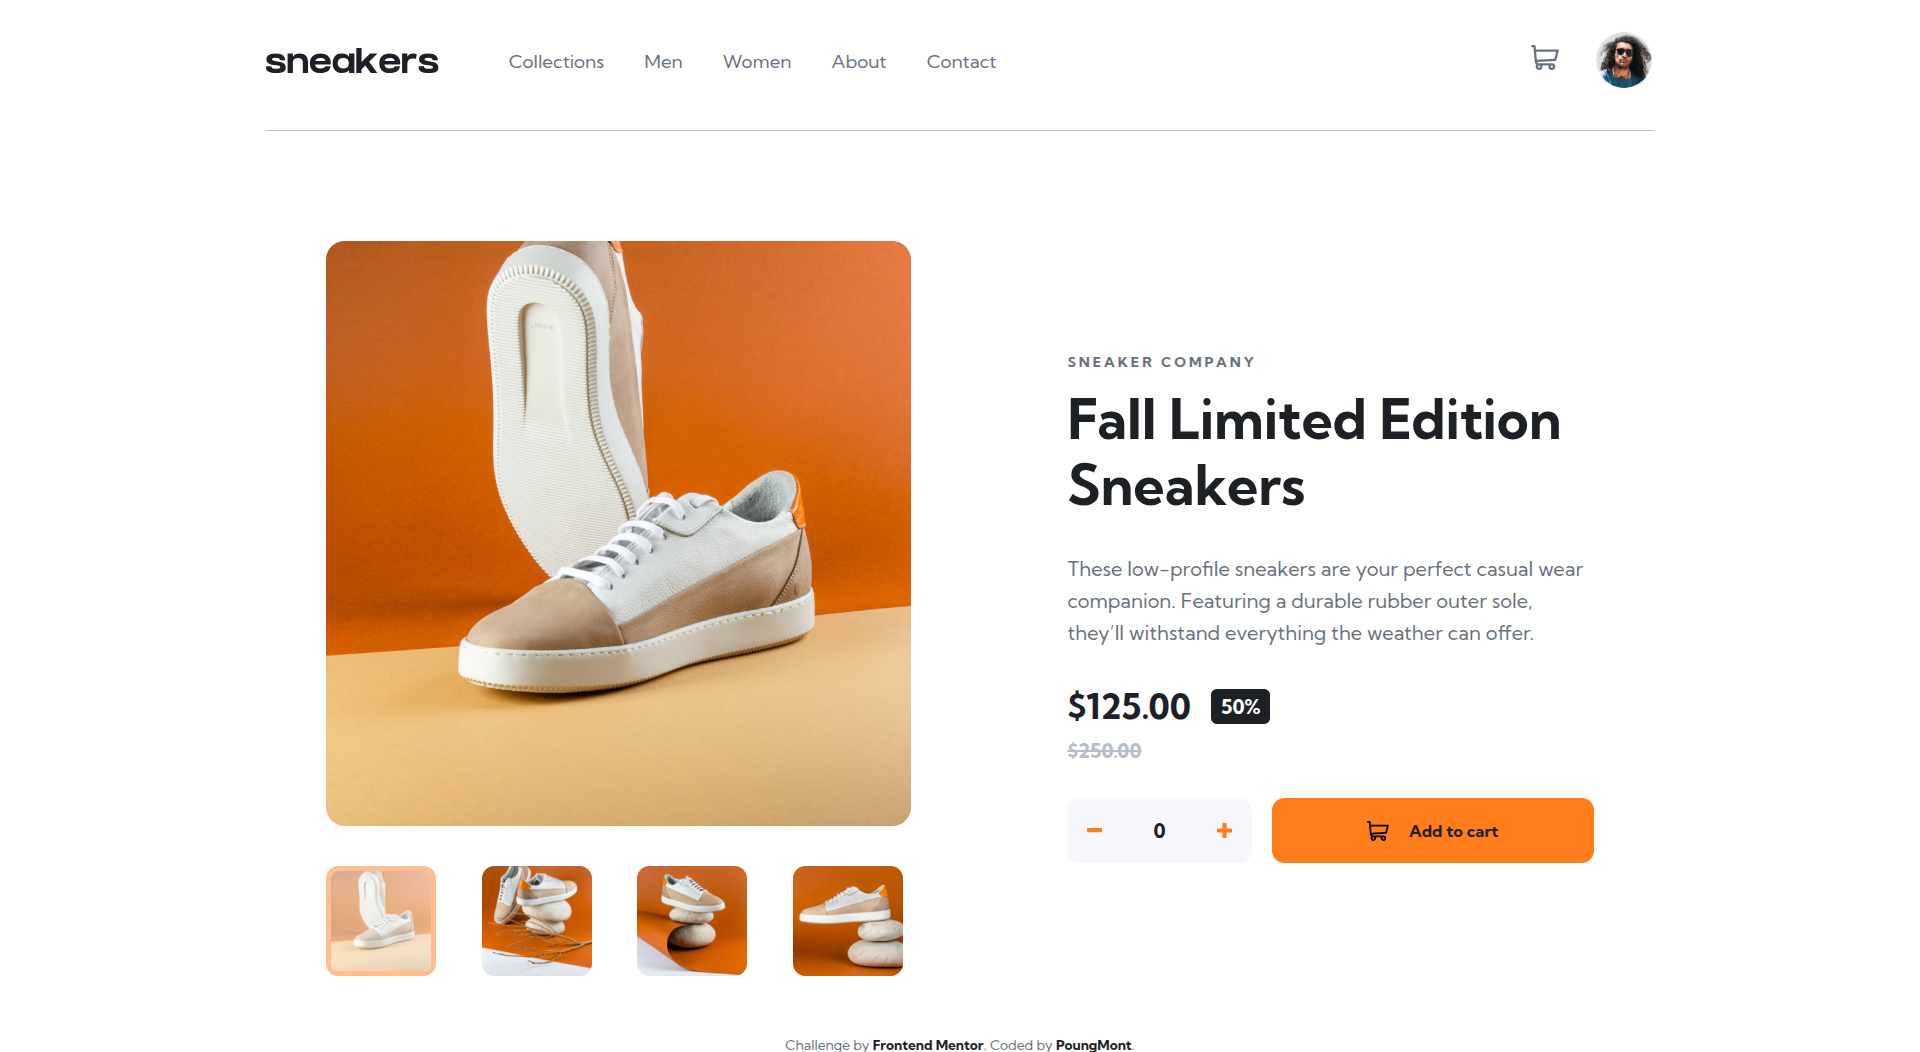 sneakers
Collections Men Women About Contact
SNEAKER COMPANY
Fall Limited Edition
Sneakers
These low-profile sneakers are your perfect casual wear
companion. Featuring a durable rubber outer sole,
they’ll withstand everything the weather can offer.
$125.00 50%
$250.00
0
Add to cart
Challenge by Frontend Mentor. Coded by PoungMont.